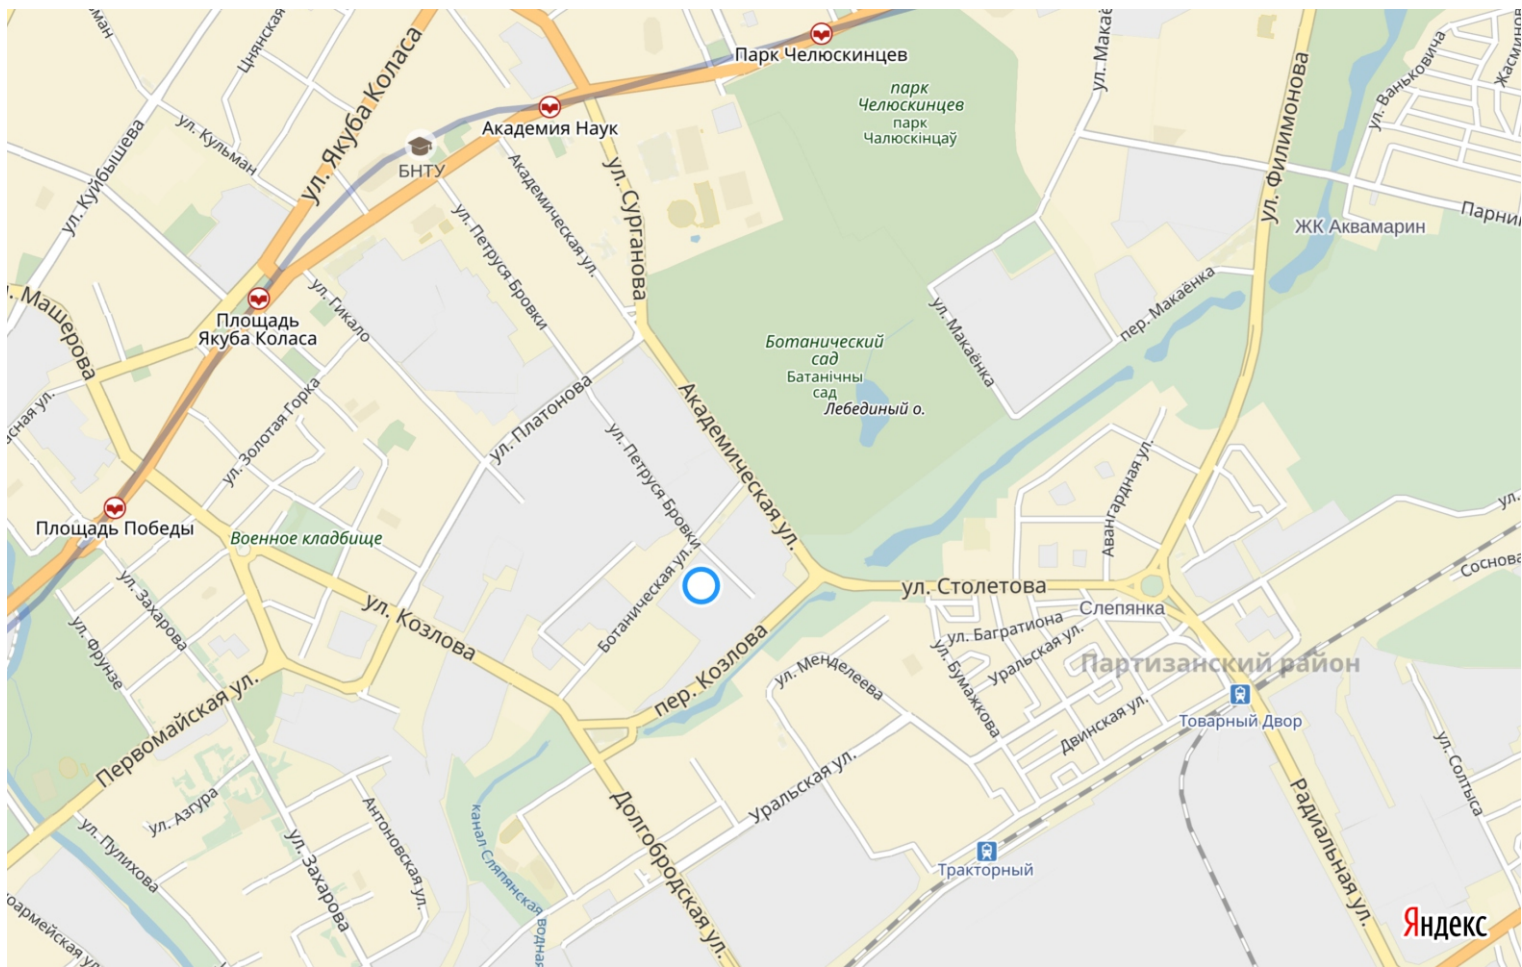 Цнянская
ул. Якуба Коласа
Парк Челюскинцев
ул. Филимонова
ул. Ваньковича
парк
Челюскинцев
парк
Чалюскінцаў
Академия Наук
БНТУ
ул. Кульман
ул. Куйбышева
Академическая ул.
ул. Сурганова
ул. Петруся Бровки
ЖК Аквамарин
ул. Гикало
Площадь
Якуба Коласа
ул. Макаёнка
пер. Макаёнка
Ботанический
сад
Батанічны
сад
Лебединый о.
ул. Золотая Горка
ул. Платонова
Академическая ул.
ул. Петруся Бровки
Авангардная ул.
Площадь Победы
Военное кладбище
ул. Захарова
ул. Козлова
Ботаническая ул.
ул. Столетова
Слепянка
ул. Багратиона
Уральская ул.
ул. Бумажкова
ул. Фрунзе
пер. Козлова
ул. Менделеева
Партизанский район
Товарный Двор
Двинская ул.
Первомайская ул.
ул. Азгура
ул. Пулихова
ул. Захарова
Антоновская ул.
Долгобродская ул.
Уральская ул.
Тракторный
Радиальная ул.
ул. Солтыса
Яндекс